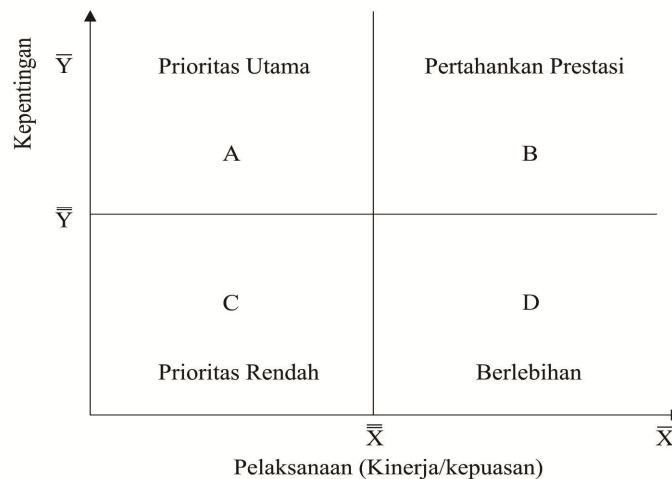 Kepentingan
Y̅
Prioritas Utama
Pertahankan Prestasi
A
B
Y̿
C
D
Prioritas Rendah
Berlebihan
X̿
X̅
Pelaksanaan (Kinerja/kepuasan)